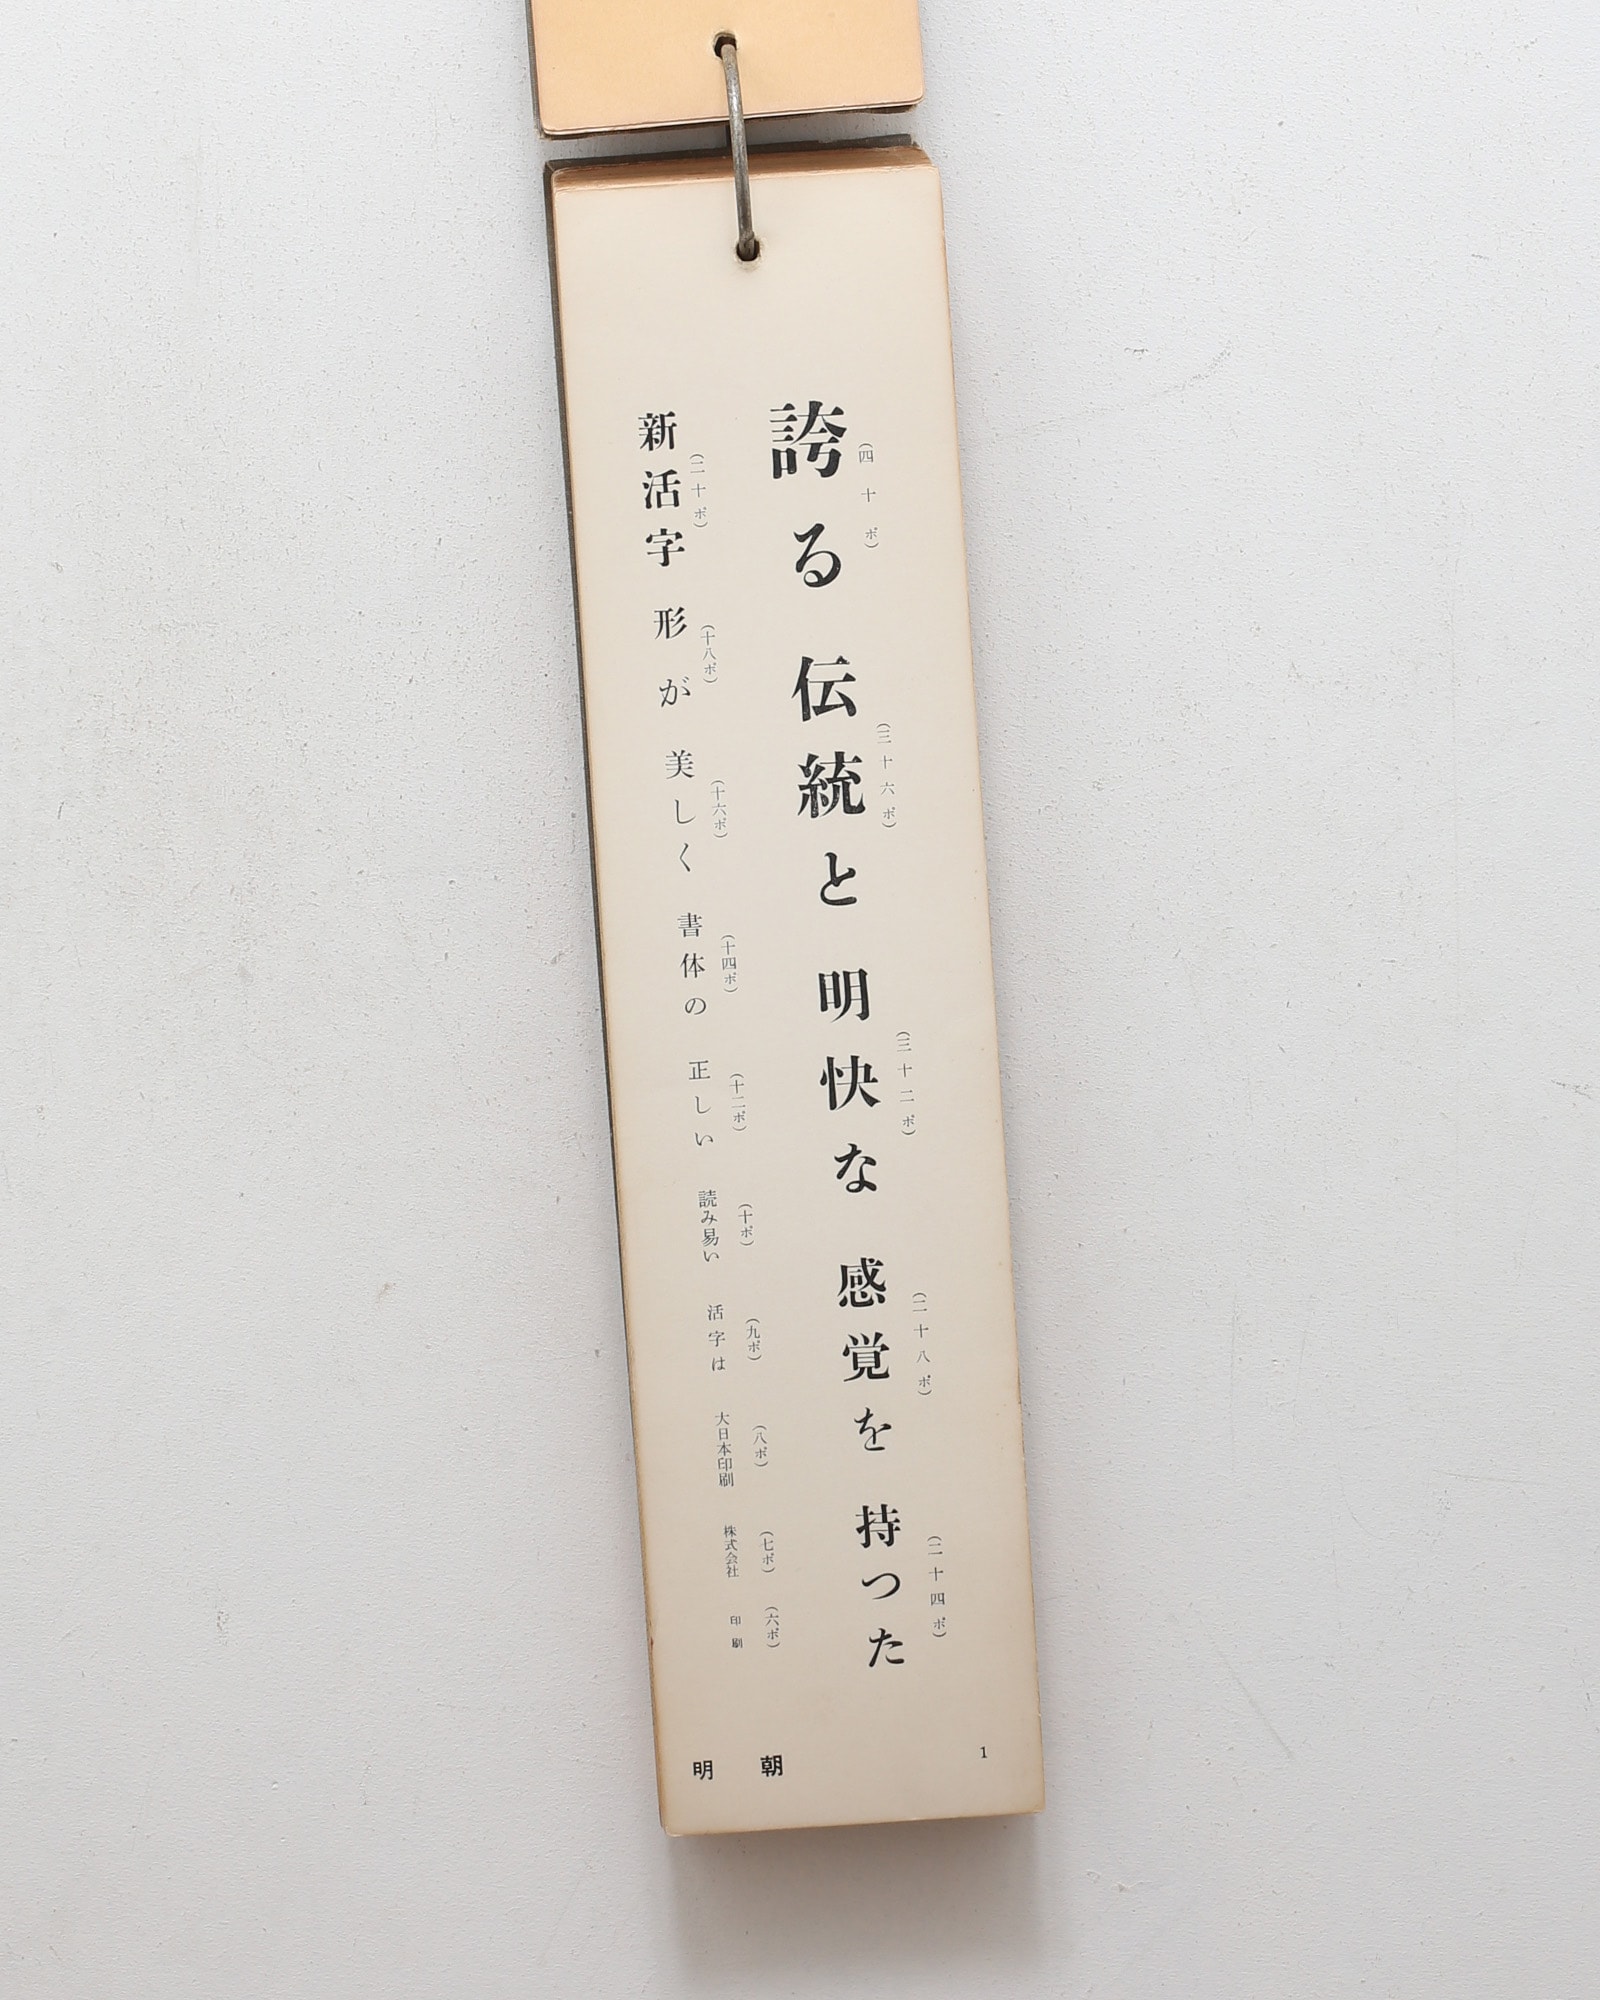 誇る 伝統と 明快な 感覚を 持った
(四十ポ) (三十六ポ) (三十二ポ) (二十八ポ) (二十四ポ)
新活字 形が 美しく 書体の 正しい 読み易い 活字は 大日本印刷 株式会社 印刷
(二十ポ) (十八ポ) (十六ポ) (十四ポ) (十二ポ) (十ポ) (九ポ) (八ポ) (七ポ) (六ポ)
明 朝
1